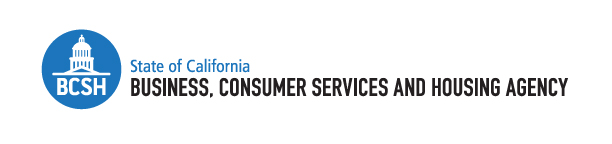 BCSH
State of California
BUSINESS, CONSUMER SERVICES AND HOUSING AGENCY